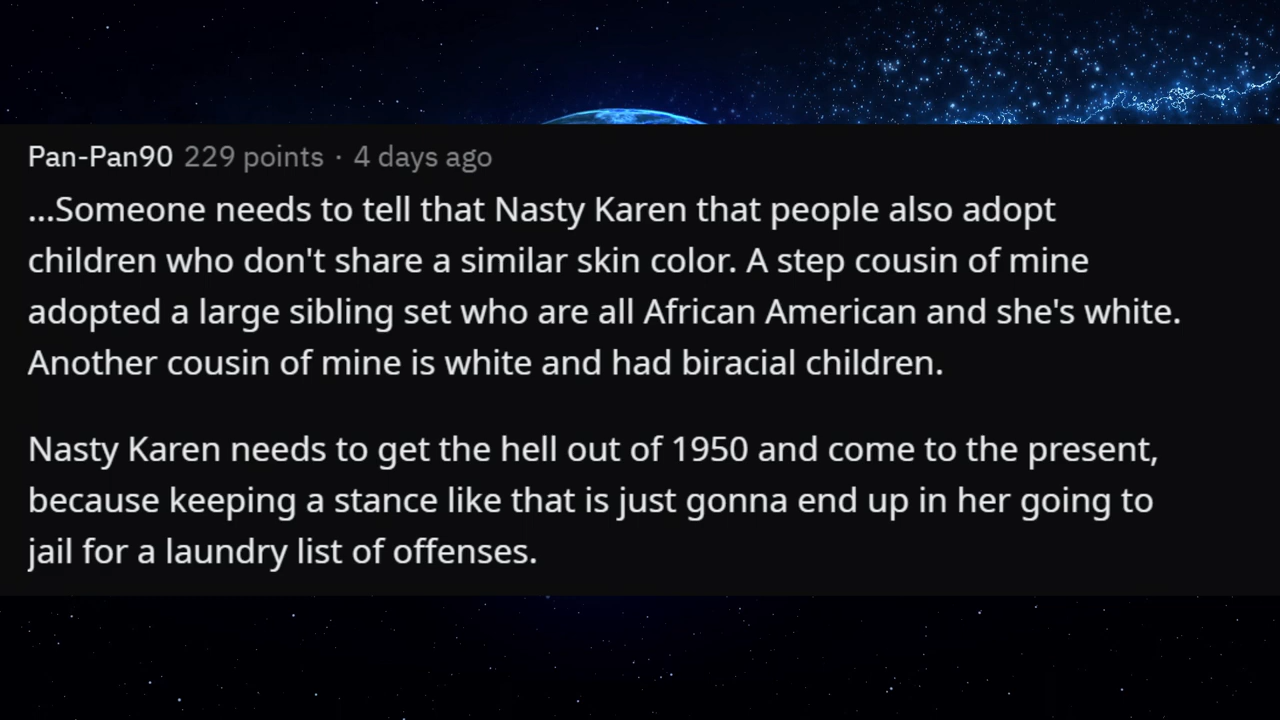 Pan-Pan90 229 points · 4 days ago
...Someone needs to tell that Nasty Karen that people also adopt
children who don't share a similar skin color. A step cousin of mine
adopted a large sibling set who are all African American and she's white.
Another cousin of mine is white and had biracial children.
Nasty Karen needs to get the hell out of 1950 and come to the present,
because keeping a stance like that is just gonna end up in her going to
jail for a laundry list of offenses.